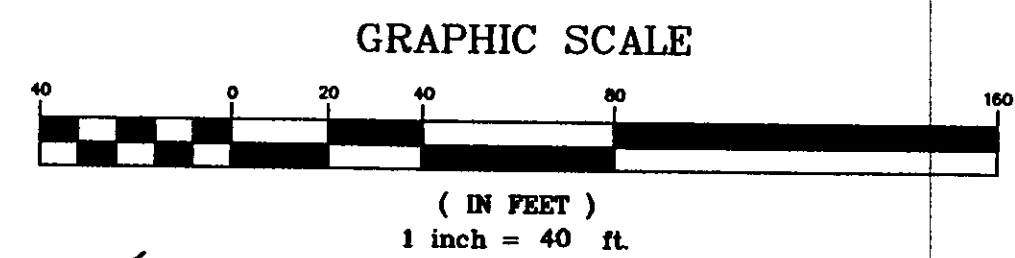 GRAPHIC SCALE
40 0 20 40 80 160
( IN FEET )
1 inch = 40 ft.